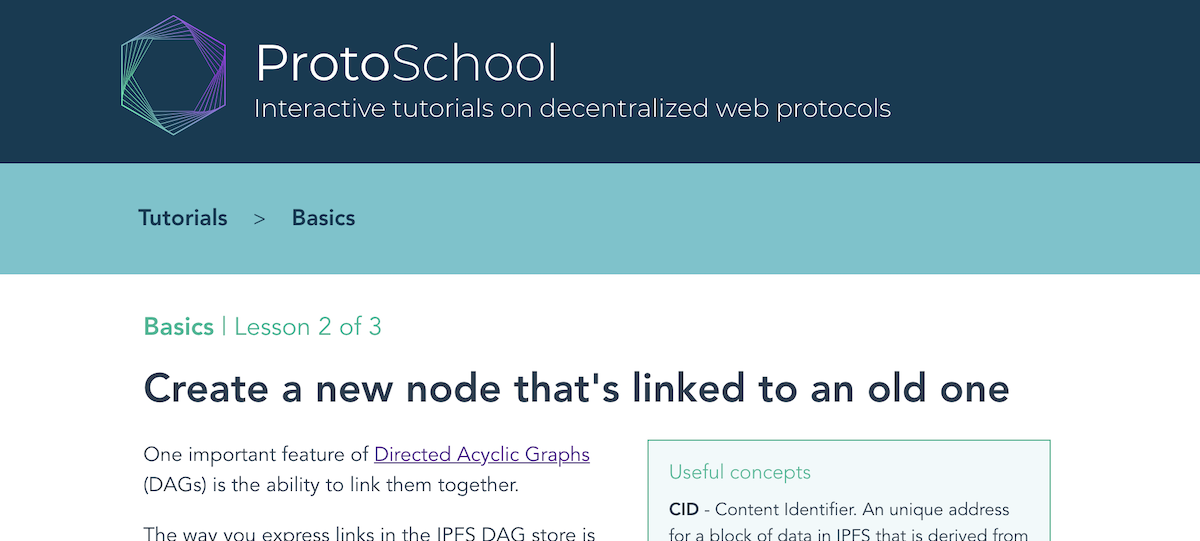 ProtoSchool
Interactive tutorials on decentralized web protocols
Tutorials > Basics
Basics | Lesson 2 of 3
Create a new node that's linked to an old one
One important feature of Directed Acyclic Graphs
(DAGs) is the ability to link them together.
The way you express links in the IPFS DAG store is
Useful concepts
CID - Content Identifier. An unique address
for a block of data in IPFS that is derived from